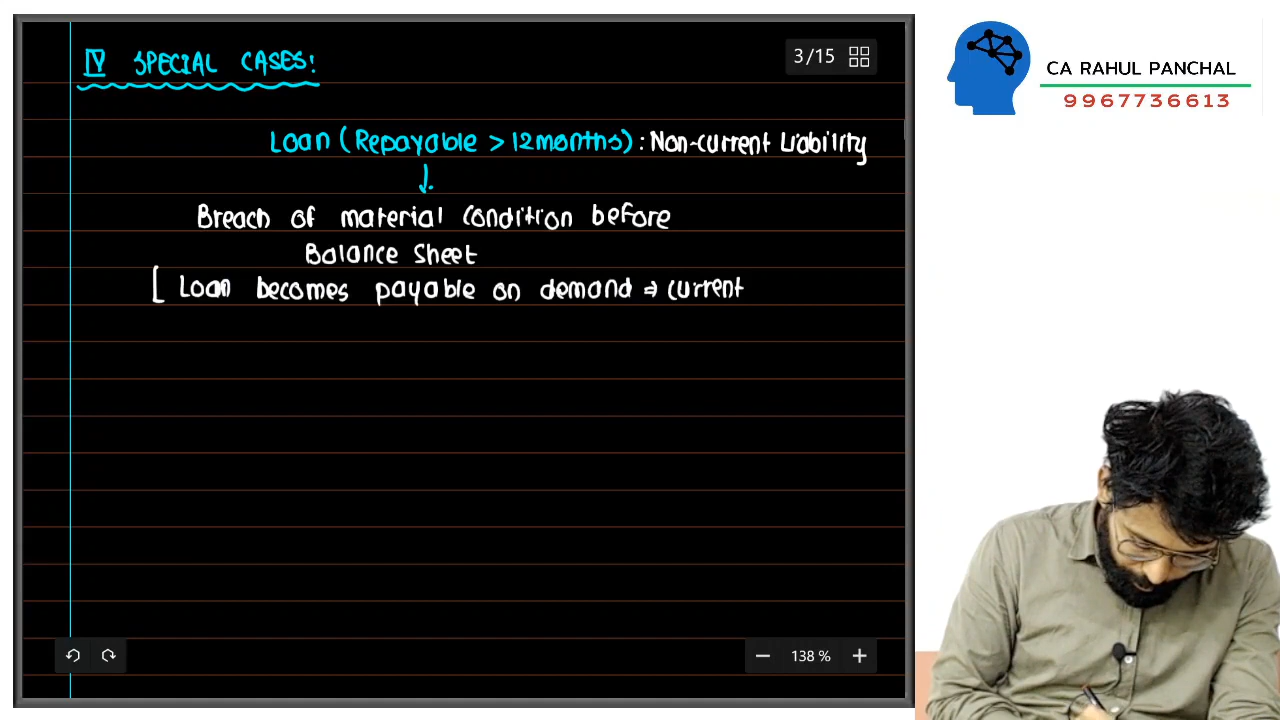 IV SPECIAL CASES:
3/15
CA RAHUL PANCHAL
9967736613
Loan (Repayable > 12 months) : Non-current Liability
↓
Breach of material condition before
Balance Sheet
[ Loan becomes payable on demand ⇒ current
138 %